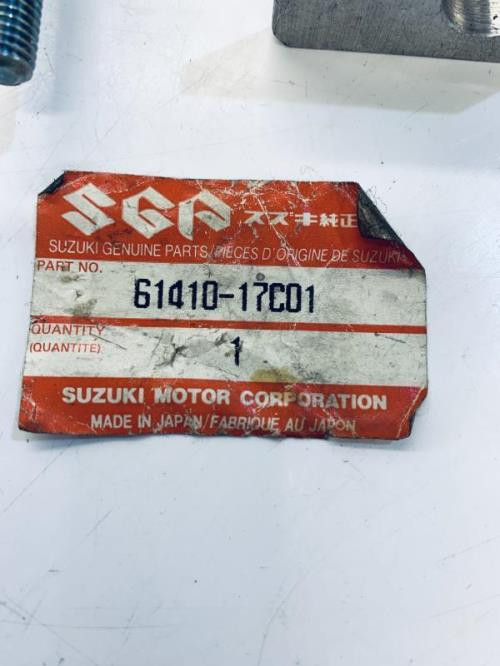 SGP スズキ純正
SUZUKI GENUINE PARTS/PIECES D'ORIGINE DE SUZUKI
PART NO.
61410-17C01
QUANTITY
(QUANTITÉ)
1
SUZUKI MOTOR CORPORATION
MADE IN JAPAN/FABRIQUE AU JAPON